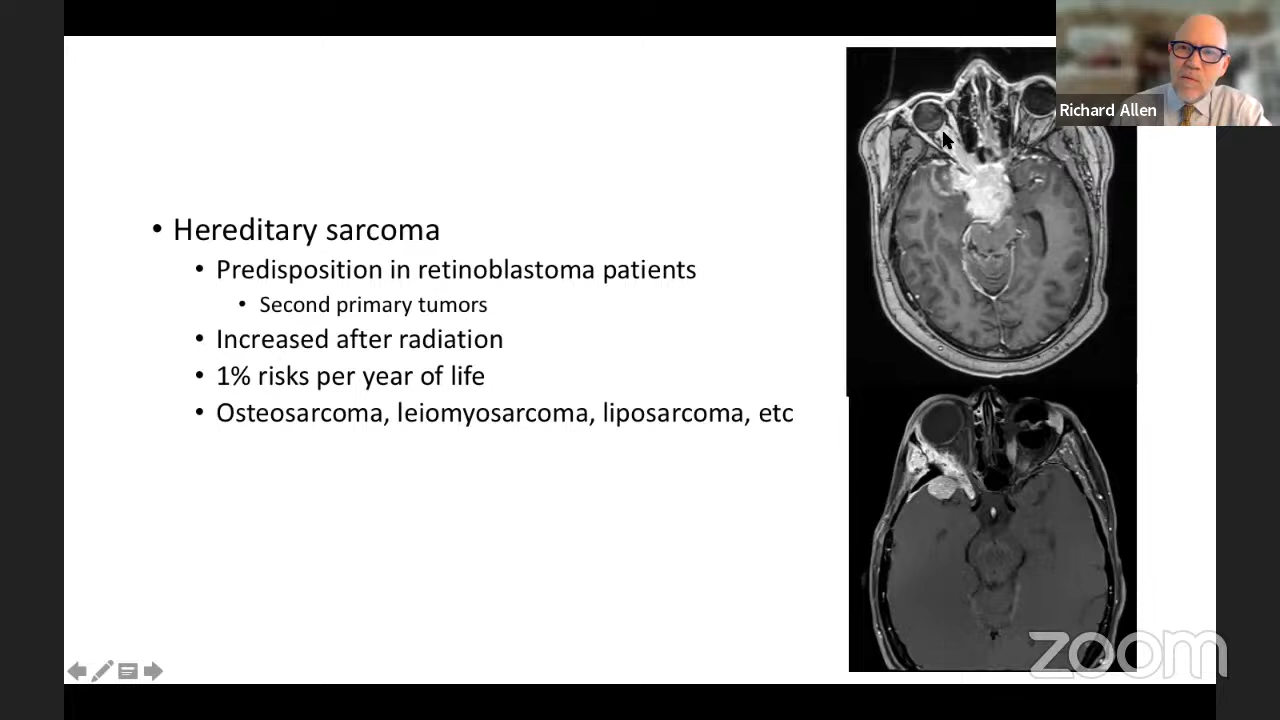 Richard Allen
• Hereditary sarcoma
• Predisposition in retinoblastoma patients
• Second primary tumors
• Increased after radiation
• 1% risks per year of life
• Osteosarcoma, leiomyosarcoma, liposarcoma, etc
zoom